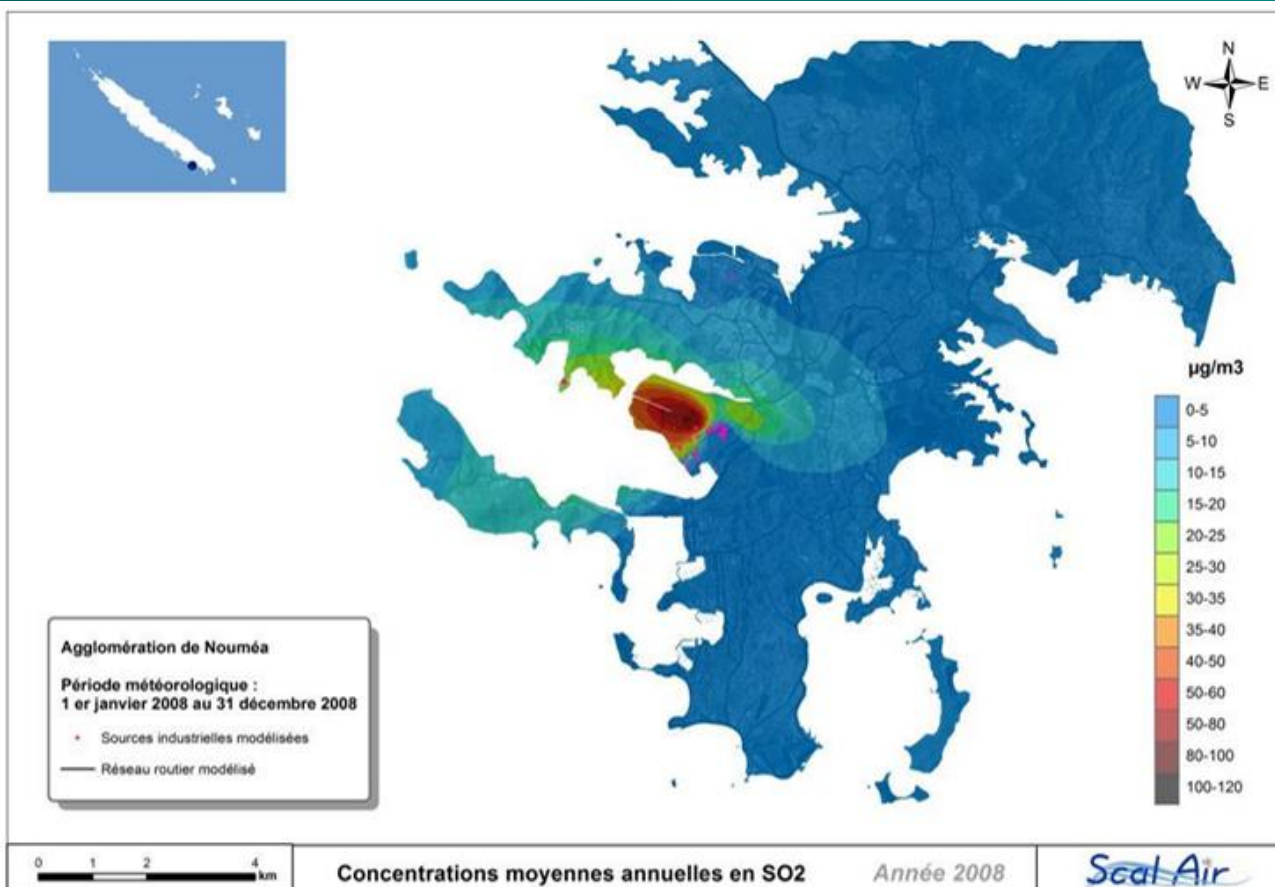 N
W E
S
µg/m3
0-5
5-10
10-15
15-20
20-25
25-30
30-35
35-40
40-50
50-60
50-80
80-100
100-120
Agglomération de Nouméa
Période météorologique :
1 er janvier 2008 au 31 décembre 2008
Sources industrielles modélisées
Réseau routier modélisé
0 1 2 4
km
Concentrations moyennes annuelles en SO2 Année 2008
Scal Air